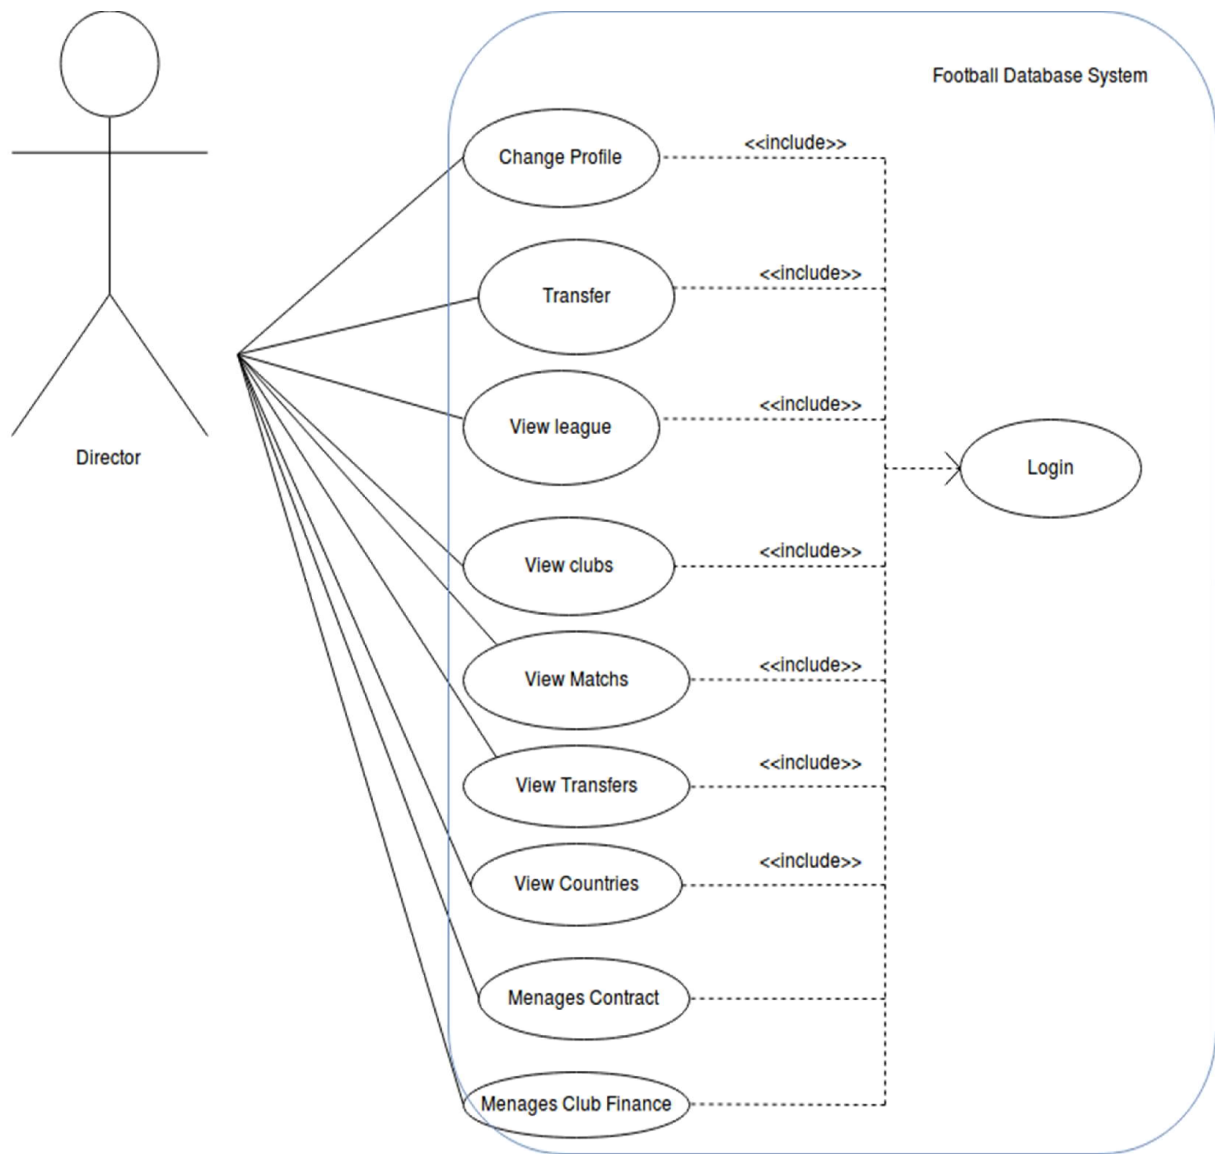 Football Database System
Change Profile
<<include>>
Transfer
<<include>>
View league
<<include>>
Login
Director
View clubs
<<include>>
View Matchs
<<include>>
View Transfers
<<include>>
View Countries
<<include>>
Menages Contract
Menages Club Finance